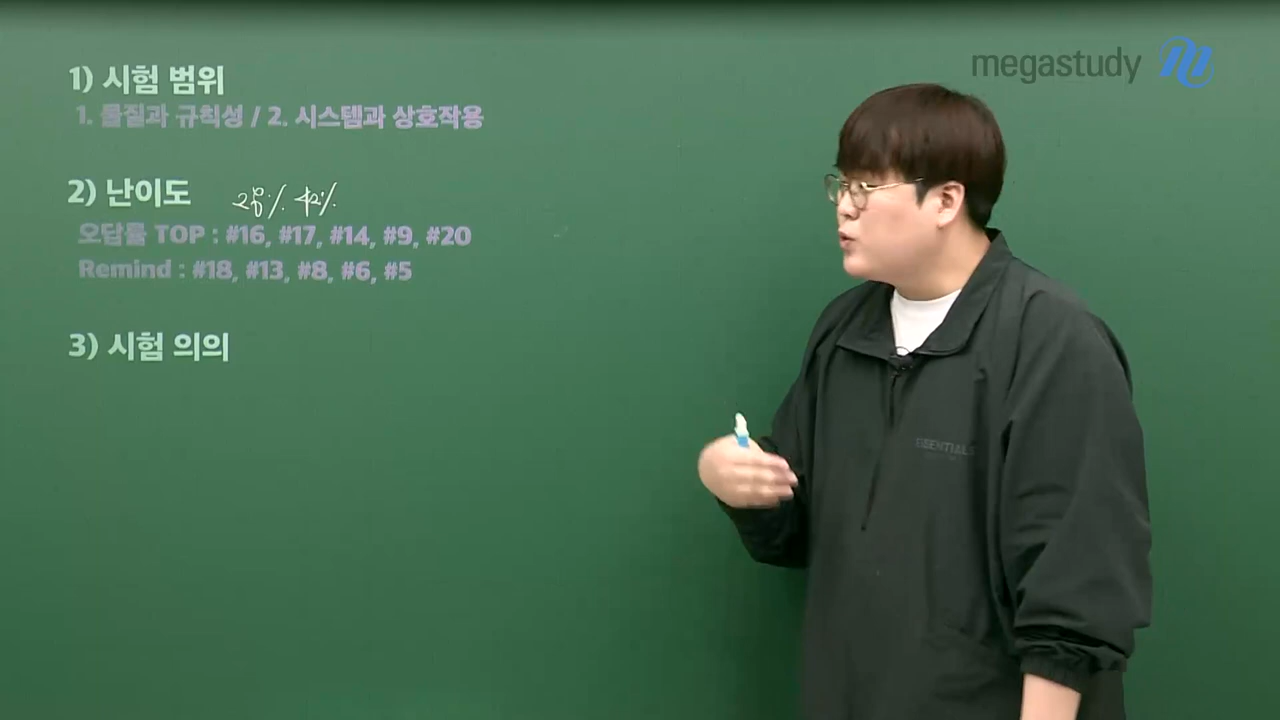 megastudy
1) 시험 범위
1. 물질과 규칙성 / 2. 시스템과 상호작용
2) 난이도
42%.
오답률 TOP : #16, #17, #14, #9, #20
Remind : #18, #13, #8, #6, #5
3) 시험 의의
ESSENTIALS